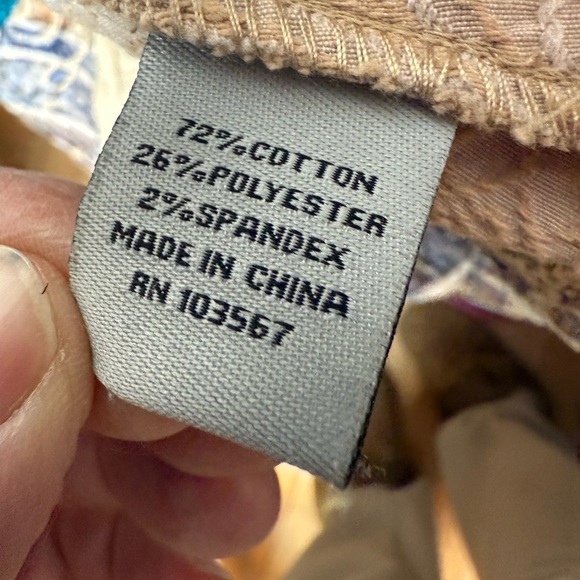 72%COTTON
26%POLYESTER
2%SPANDEX
MADE IN CHINA
RN 103567